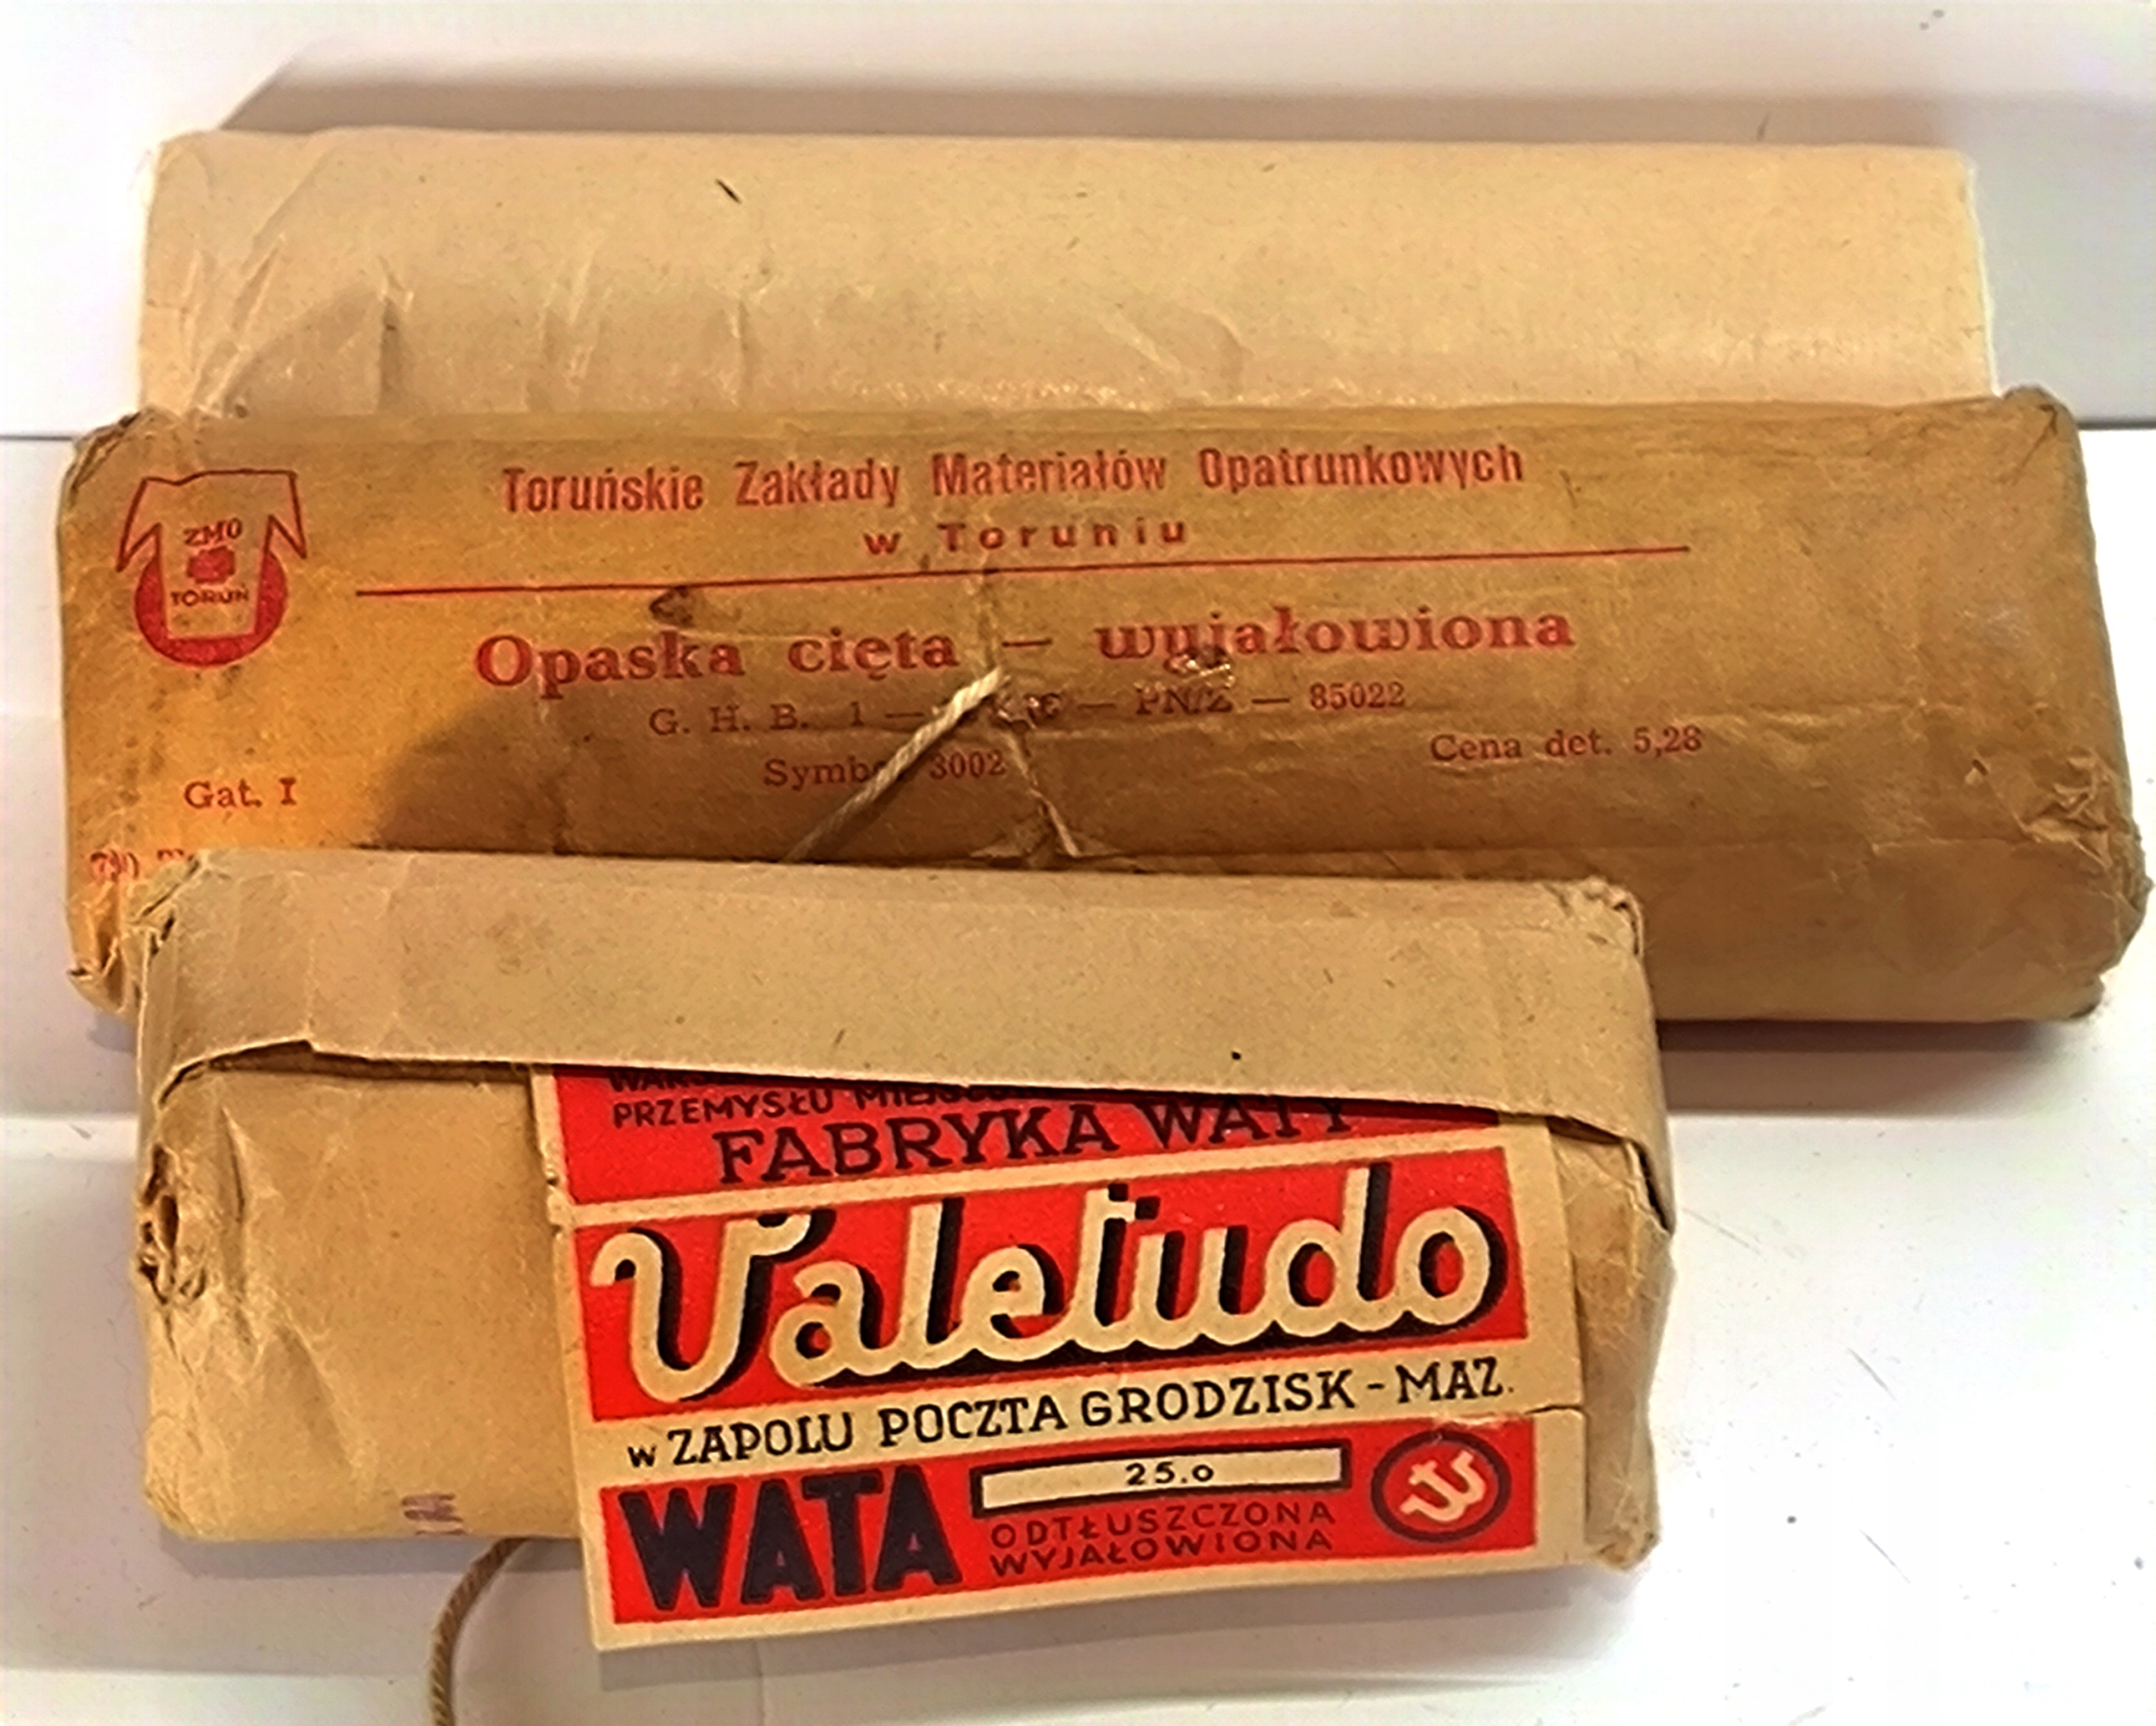 Toruńskie Zakłady Materiałów Opatrunkowych
w Toruniu
ZMO
TORUŃ
Opaska cięta — wyjałowiona
G. H. B. 1 — — PN/Z — 85022
3002
Cena det. 5,28
Gat. I
PRZEMYSŁU
FABRYKA WATY
Valetudo
w ZAPOLU POCZTA GRODZISK - MAZ.
WATA
25.0
ODTŁUSZCZONA
WYJAŁOWIONA